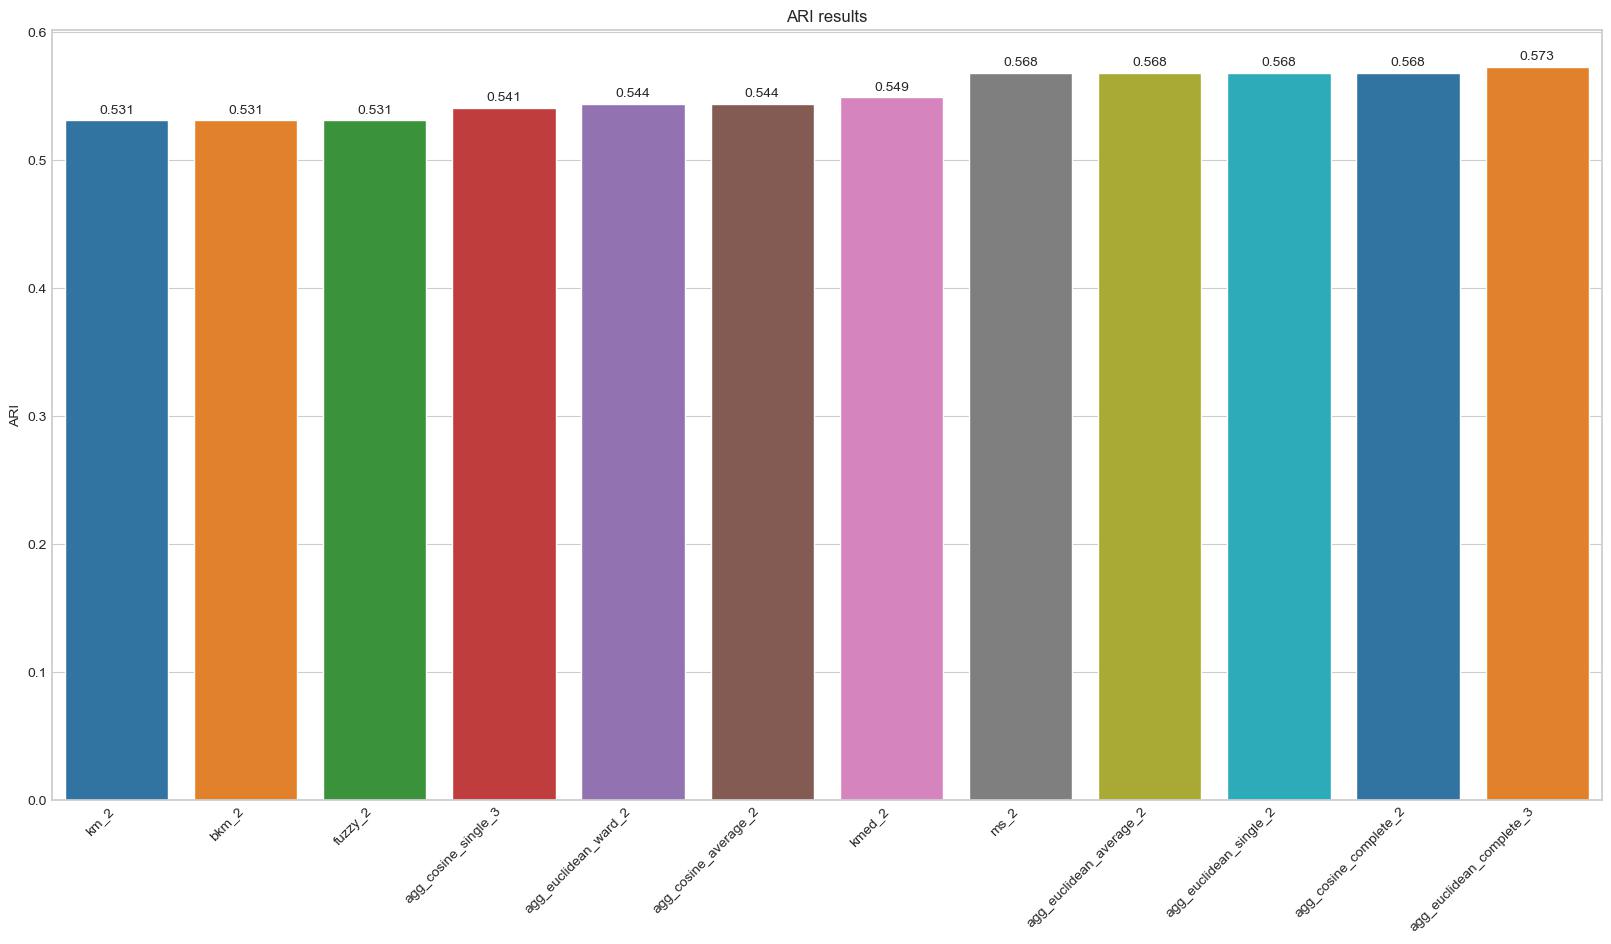 ARI results
0.6
0.5
0.4
0.3
0.2
0.1
0.0
ARI
0.531
0.531
0.531
0.541
0.544
0.544
0.549
0.568
0.568
0.568
0.568
0.573
km_2
bkm_2
fuzzy_2
agg_cosine_single_3
agg_euclidean_ward_2
agg_cosine_average_2
kmed_2
ms_2
agg_euclidean_average_2
agg_euclidean_single_2
agg_cosine_complete_2
agg_euclidean_complete_3